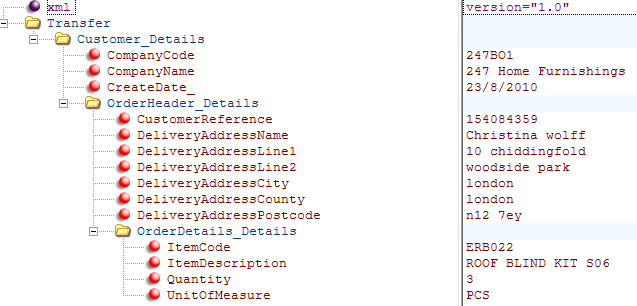 xml version="1.0"
Transfer
Customer_Details
CompanyCode 247BO1
CompanyName 247 Home Furnishings
CreateDate_ 23/8/2010
OrderHeader_Details
CustomerReference 154084359
DeliveryAddressName Christina wolff
DeliveryAddressLine1 10 chiddingfold
DeliveryAddressLine2 woodside park
DeliveryAddressCity london
DeliveryAddressCounty london
DeliveryAddressPostcode n12 7ey
OrderDetails_Details
ItemCode ERB022
ItemDescription ROOF BLIND KIT S06
Quantity 3
UnitOfMeasure PCS